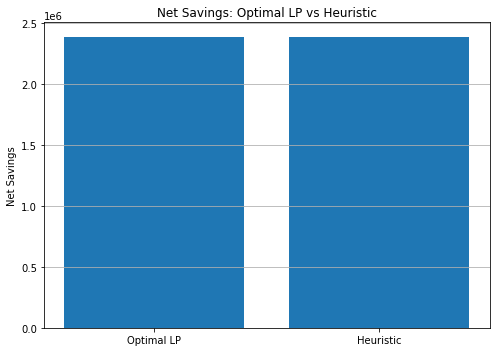 Net Savings: Optimal LP vs Heuristic
1e6
2.5
2.0
1.5
1.0
0.5
0.0
Net Savings
Optimal LP
Heuristic